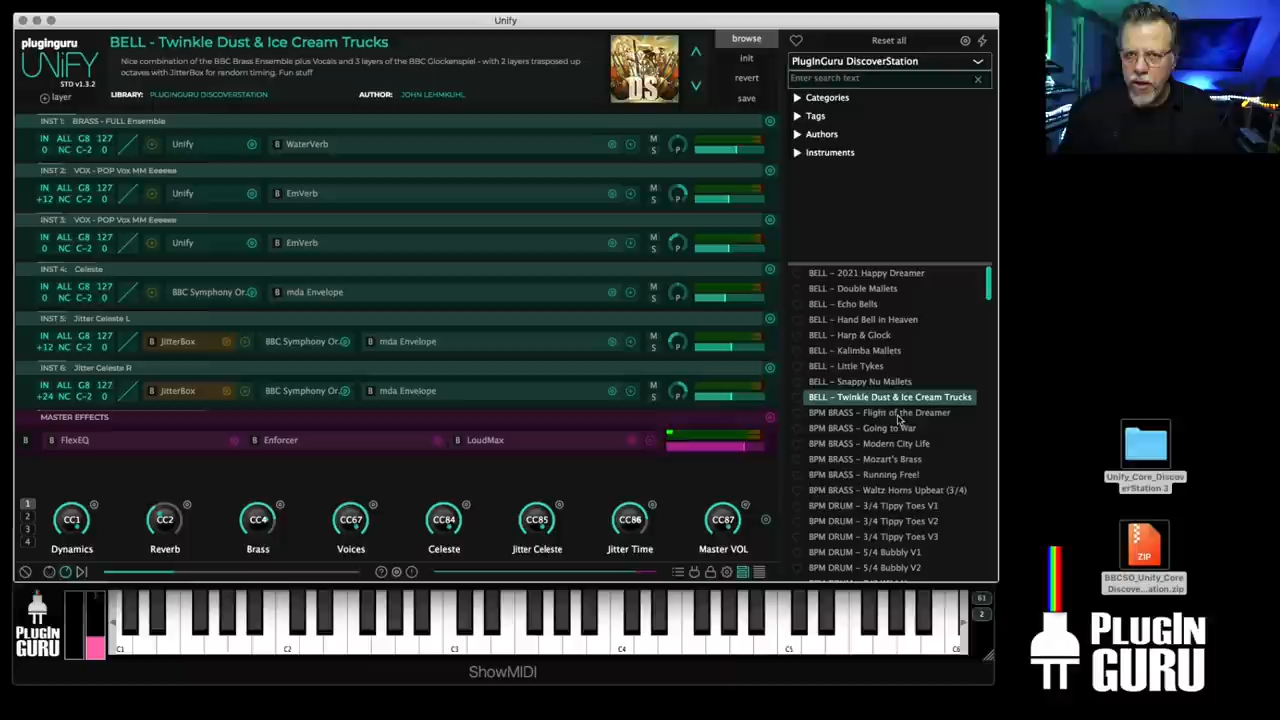 Unify
pluginguru
UNIFY
STD v1.3.2
layer
BELL - Twinkle Dust & Ice Cream Trucks
Nice combination of the BBC Brass Ensemble plus Vocals and 3 layers of the BBC Glockenspiel - with 2 layers trasposed up
octaves with JitterBox for random timing. Fun stuff
LIBRARY: PLUGINGURU DISCOVERSTATION AUTHOR: JOHN LEHMKUHL
DS
browse
init
revert
save
INST 1: BRASS - FULL Ensemble
IN ALL G8 127
0 NC C-2 0
Unify
B WaterVerb
M
S
P
INST 2: VOX - POP Vox MM Eeeeee
IN ALL G8 127
+12 NC C-2 0
Unify
B EmVerb
M
S
P
INST 3: VOX - POP Vox MM Eeeeee
IN ALL G8 127
0 NC C-2 0
Unify
B EmVerb
M
S
P
INST 4: Celeste
IN ALL G8 127
0 NC C-2 0
BBC Symphony Or..
B mda Envelope
M
S
P
INST 5: Jitter Celeste L
IN ALL G8 127
+12 NC C-2 0
B JitterBox
BBC Symphony Or..
B mda Envelope
M
S
P
INST 6: Jitter Celeste R
IN ALL G8 127
+24 NC C-2 0
B JitterBox
BBC Symphony Or..
B mda Envelope
M
S
P
MASTER EFFECTS
B
B FlexEQ
B Enforcer
B LoudMax
1
2
3
4
CC1
CC2
CC4
CC67
CC84
CC85
CC86
CC87
Dynamics
Reverb
Brass
Voices
Celeste
Jitter Celeste
Jitter Time
Master VOL
Reset all
PlugInGuru DiscoverStation
Enter search text
Categories
Tags
Authors
Instruments
BELL - 2021 Happy Dreamer
BELL - Double Mallets
BELL - Echo Bells
BELL - Hand Bell in Heaven
BELL - Harp & Glock
BELL - Kalimba Mallets
BELL - Little Tykes
BELL - Snappy Nu Mallets
BELL - Twinkle Dust & Ice Cream Trucks
BPM BRASS - Flight of the Dreamer
BPM BRASS - Going to War
BPM BRASS - Modern City Life
BPM BRASS - Mozart's Brass
BPM BRASS - Running Free!
BPM BRASS - Waltz Horns Upbeat (3/4)
BPM DRUM - 3/4 Tippy Toes V1
BPM DRUM - 3/4 Tippy Toes V2
BPM DRUM - 3/4 Tippy Toes V3
BPM DRUM - 5/4 Bubbly V1
BPM DRUM - 5/4 Bubbly V2
PLUGIN
GURU
C1
C2
C3
C4
C5
C6
61
2
ShowMIDI
Unify_Core_Discov
erStation 3
ZIP
BBCSO_Unify_Core
Discove...ation.zip
PLUGIN
GURU